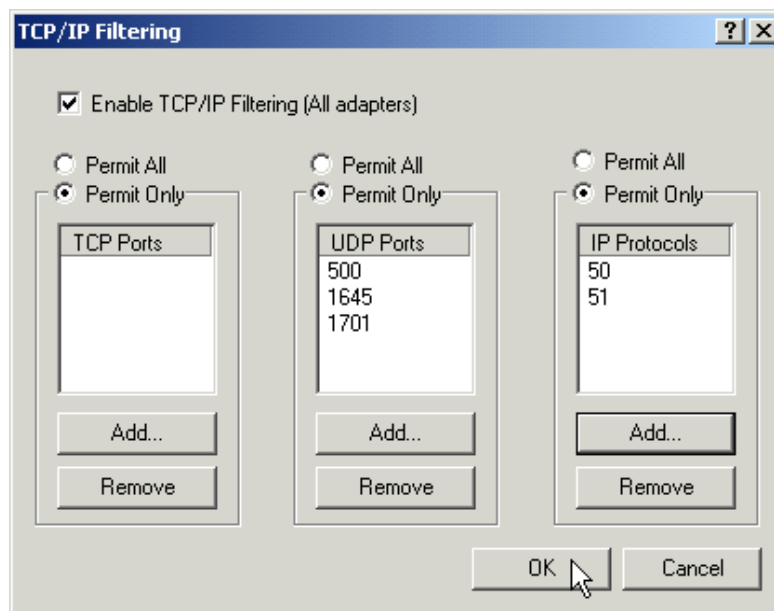 TCP/IP Filtering
Enable TCP/IP Filtering (All adapters)
Permit All
Permit Only
TCP Ports
Add...
Remove
Permit All
Permit Only
UDP Ports
500
1645
1701
Add...
Remove
Permit All
Permit Only
IP Protocols
50
51
Add...
Remove
OK
Cancel